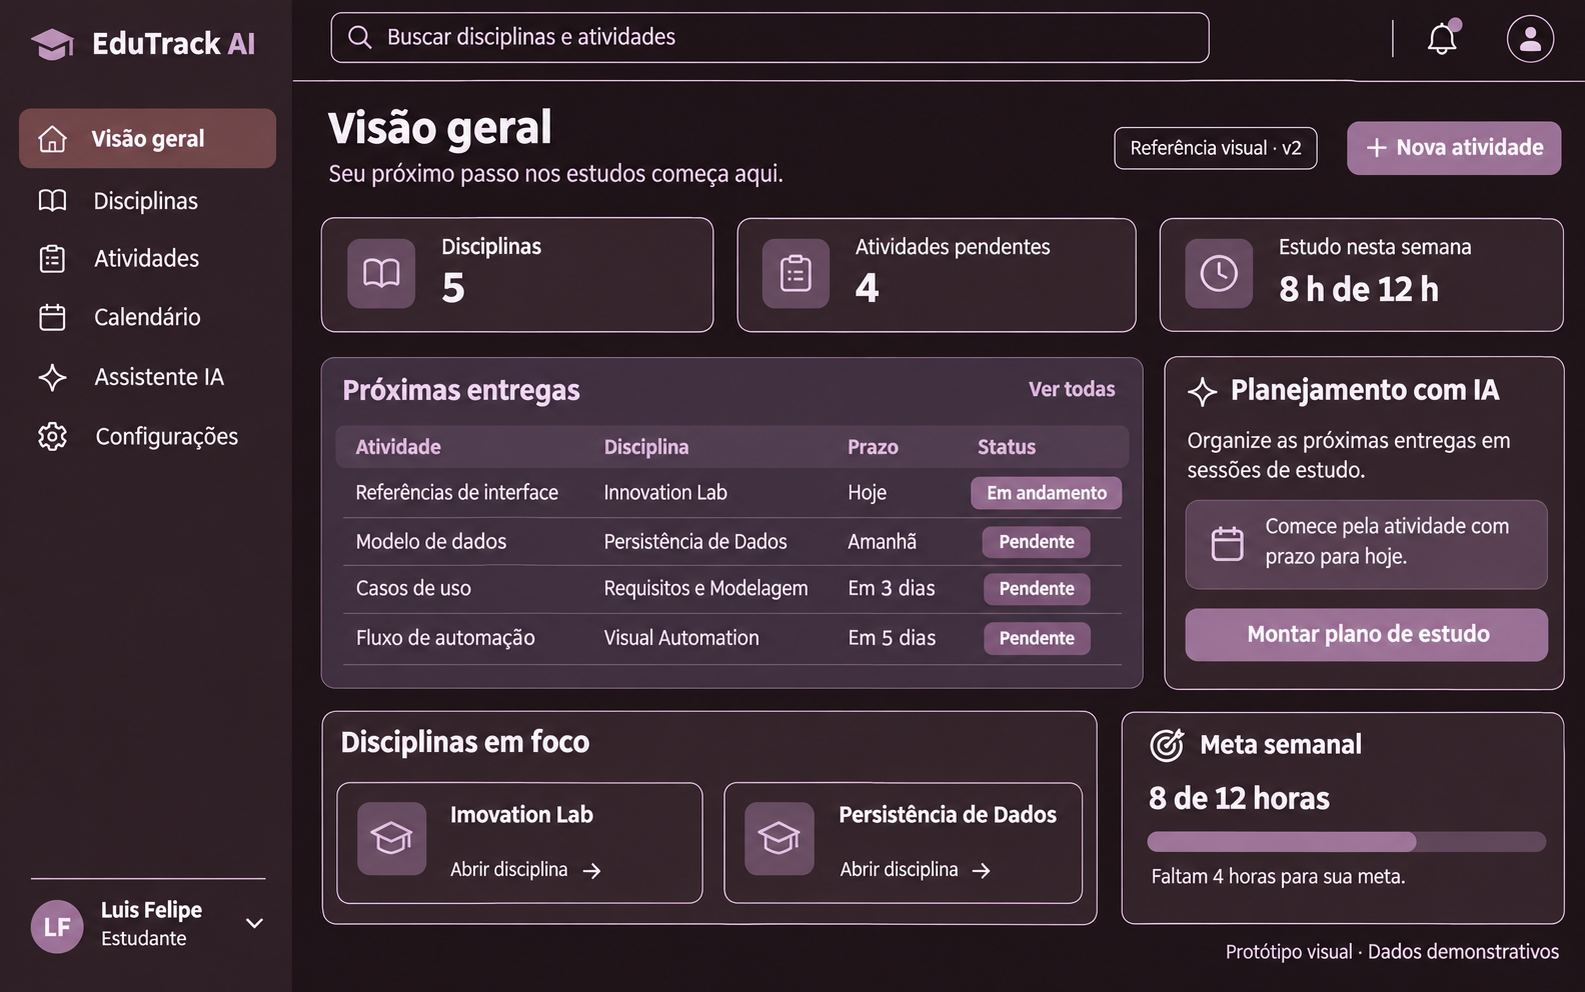 EduTrack AI
Buscar disciplinas e atividades
Visão geral
Disciplinas
Atividades
Calendário
Assistente IA
Configurações
Luis Felipe
LF
Estudante
Visão geral
Seu próximo passo nos estudos começa aqui.
Referência visual · v2
+ Nova atividade
Disciplinas
5
Atividades pendentes
4
Estudo nesta semana
8 h de 12 h
Próximas entregas
Ver todas
Atividade Disciplina Prazo Status
Referências de interface Innovation Lab Hoje Em andamento
Modelo de dados Persistência de Dados Amanhã Pendente
Casos de uso Requisitos e Modelagem Em 3 dias Pendente
Fluxo de automação Visual Automation Em 5 dias Pendente
Planejamento com IA
Organize as próximas entregas em
sessões de estudo.
Comece pela atividade com
prazo para hoje.
Montar plano de estudo
Disciplinas em foco
Imovation Lab
Abrir disciplina →
Persistência de Dados
Abrir disciplina →
Meta semanal
8 de 12 horas
Faltam 4 horas para sua meta.
Protótipo visual · Dados demonstrativos